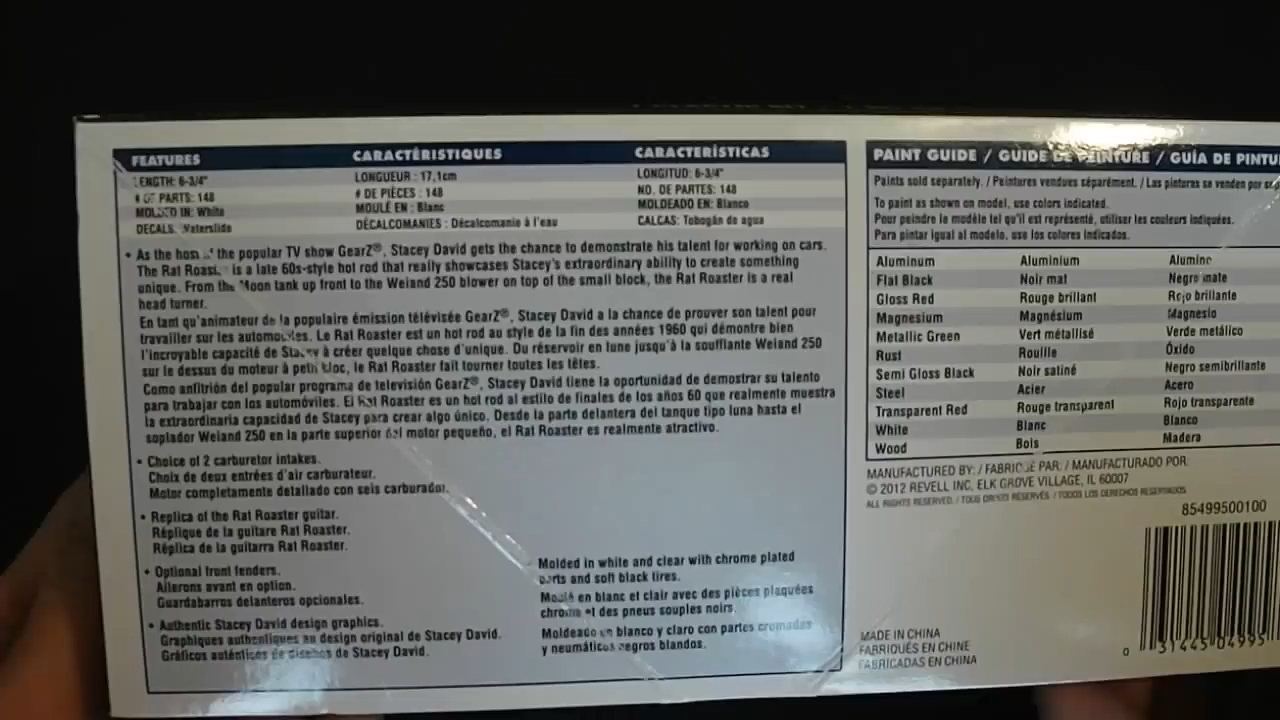 FEATURES
LENGTH: 6-3/4"
# OF PARTS: 148
MOLDED IN: White
DECALS: Waterslide
CARACTÉRISTIQUES
LONGUEUR : 17,1cm
# DE PIÈCES : 148
MOULÉ EN : Blanc
DÉCALCOMANIES : Décalcomanie à l'eau
CARACTERÍSTICAS
LONGITUD: 6-3/4"
NO. DE PARTES: 148
MOLDEADO EN: Blanco
CALCAS: Tobogán de agua
• As the host of the popular TV show GearZ®, Stacey David gets the chance to demonstrate his talent for working on cars.
The Rat Roaster is a late 60s-style hot rod that really showcases Stacey's extraordinary ability to create something
unique. From the Moon tank up front to the Weiand 250 blower on top of the small block, the Rat Roaster is a real
head turner.
En tant qu'animateur de la populaire émission télévisée GearZ®, Stacey David a la chance de prouver son talent pour
travailler sur les automobiles. Le Rat Roaster est un hot rod au style de la fin des années 1960 qui démontre bien
l'incroyable capacité de Stacey à créer quelque chose d'unique. Du réservoir en lune jusqu'à la soufflante Weiand 250
sur le dessus du moteur à petit bloc, le Rat Roaster fait tourner toutes les têtes.
Como anfitrión del popular programa de televisión GearZ®, Stacey David tiene la oportunidad de demostrar su talento
para trabajar con los automóviles. El Rat Roaster es un hot rod al estilo de finales de los años 60 que realmente muestra
la extraordinaria capacidad de Stacey para crear algo único. Desde la parte delantera del tanque tipo luna hasta el
soplador Weiand 250 en la parte superior del motor pequeño, el Rat Roaster es realmente atractivo.
• Choice of 2 carburetor intakes.
Choix de deux entrées d'air carburateur.
Motor completamente detallado con seis carburador.
• Replica of the Rat Roaster guitar.
Réplique de la guitare Rat Roaster.
Réplica de la guitarra Rat Roaster.
• Optional front fenders.
Ailerons avant en option.
Guardabarros delanteros opcionales.
• Authentic Stacey David design graphics.
Graphiques authentiques au design original de Stacey David.
Gráficos auténticos de diseños de Stacey David.
Molded in white and clear with chrome plated
parts and soft black tires.
Moulé en blanc et clair avec des pièces plaquées
chrome et des pneus souples noirs.
Moldeado en blanco y claro con partes cromadas
y neumáticos negros blandos.
PAINT GUIDE / GUIDE DE PEINTURE / GUÍA DE PINTU
Paints sold separately. / Peintures vendues séparément. / Las pinturas se venden por
To paint as shown on model, use colors indicated.
Pour peindre le modèle tel qu'il est représenté, utiliser les couleurs indiquées.
Para pintar igual al modelo, use los colores indicados.
Aluminum Aluminium Alumino
Flat Black Noir mat Negro mate
Gloss Red Rouge brillant Rojo brillante
Magnesium Magnésium Magnesio
Metallic Green Vert métallisé Verde metálico
Rust Rouille Óxido
Semi Gloss Black Noir satiné Negro semibrillante
Steel Acier Acero
Transparent Red Rouge transparent Rojo transparente
White Blanc Blanco
Wood Bois Madera
MANUFACTURED BY: / FABRIQUÉ PAR: / MANUFACTURADO POR:
© 2012 REVELL INC. ELK GROVE VILLAGE, IL 60007
ALL RIGHTS RESERVED. / TOUS DROITS RÉSERVÉS. / TODOS LOS DERECHOS RESERVADOS.
85499500100
MADE IN CHINA
FABRIQUÉS EN CHINE
FABRICADAS EN CHINA
0 31445 04995